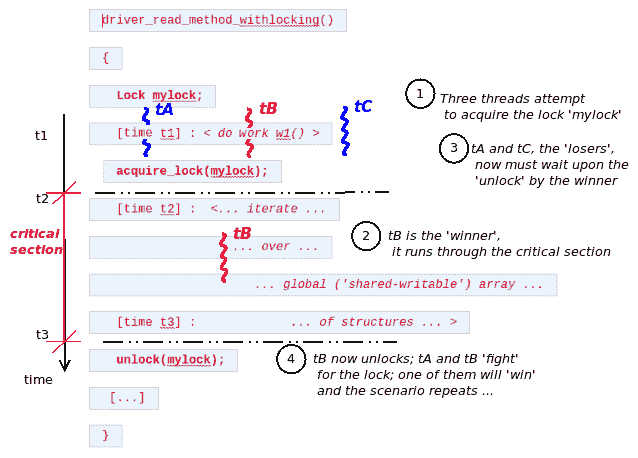 driver_read_method_withlocking()
{
Lock mylock;
tA
tB
tC
1
Three threads attempt
to acquire the lock 'mylock'
t1
[time t1] : < do work w1() >
3
tA and tC, the 'losers',
now must wait upon the
'unlock' by the winner
acquire_lock(mylock);
t2
[time t2] : <... iterate ...
critical
section
tB
... over ...
2
tB is the 'winner',
it runs through the critical section
... global ('shared-writable') array ...
[time t3] : ... of structures ... >
t3
unlock(mylock);
4
tB now unlocks; tA and tB 'fight'
for the lock; one of them will 'win'
and the scenario repeats ...
time
[...]
}